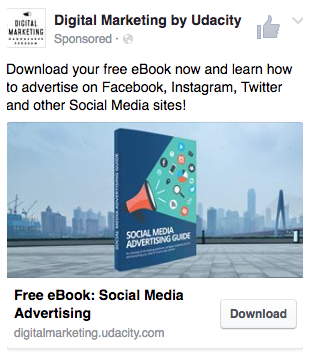 DIGITAL
MARKETING
Digital Marketing by Udacity
Sponsored ·
Download your free eBook now and learn how
to advertise on Facebook, Instagram, Twitter
and other Social Media sites!
SOCIAL MEDIA ADVERTISING GUIDE
SOCIAL MEDIA
ADVERTISING GUIDE
Free eBook: Social Media
Advertising
Download
digitalmarketing.udacity.com